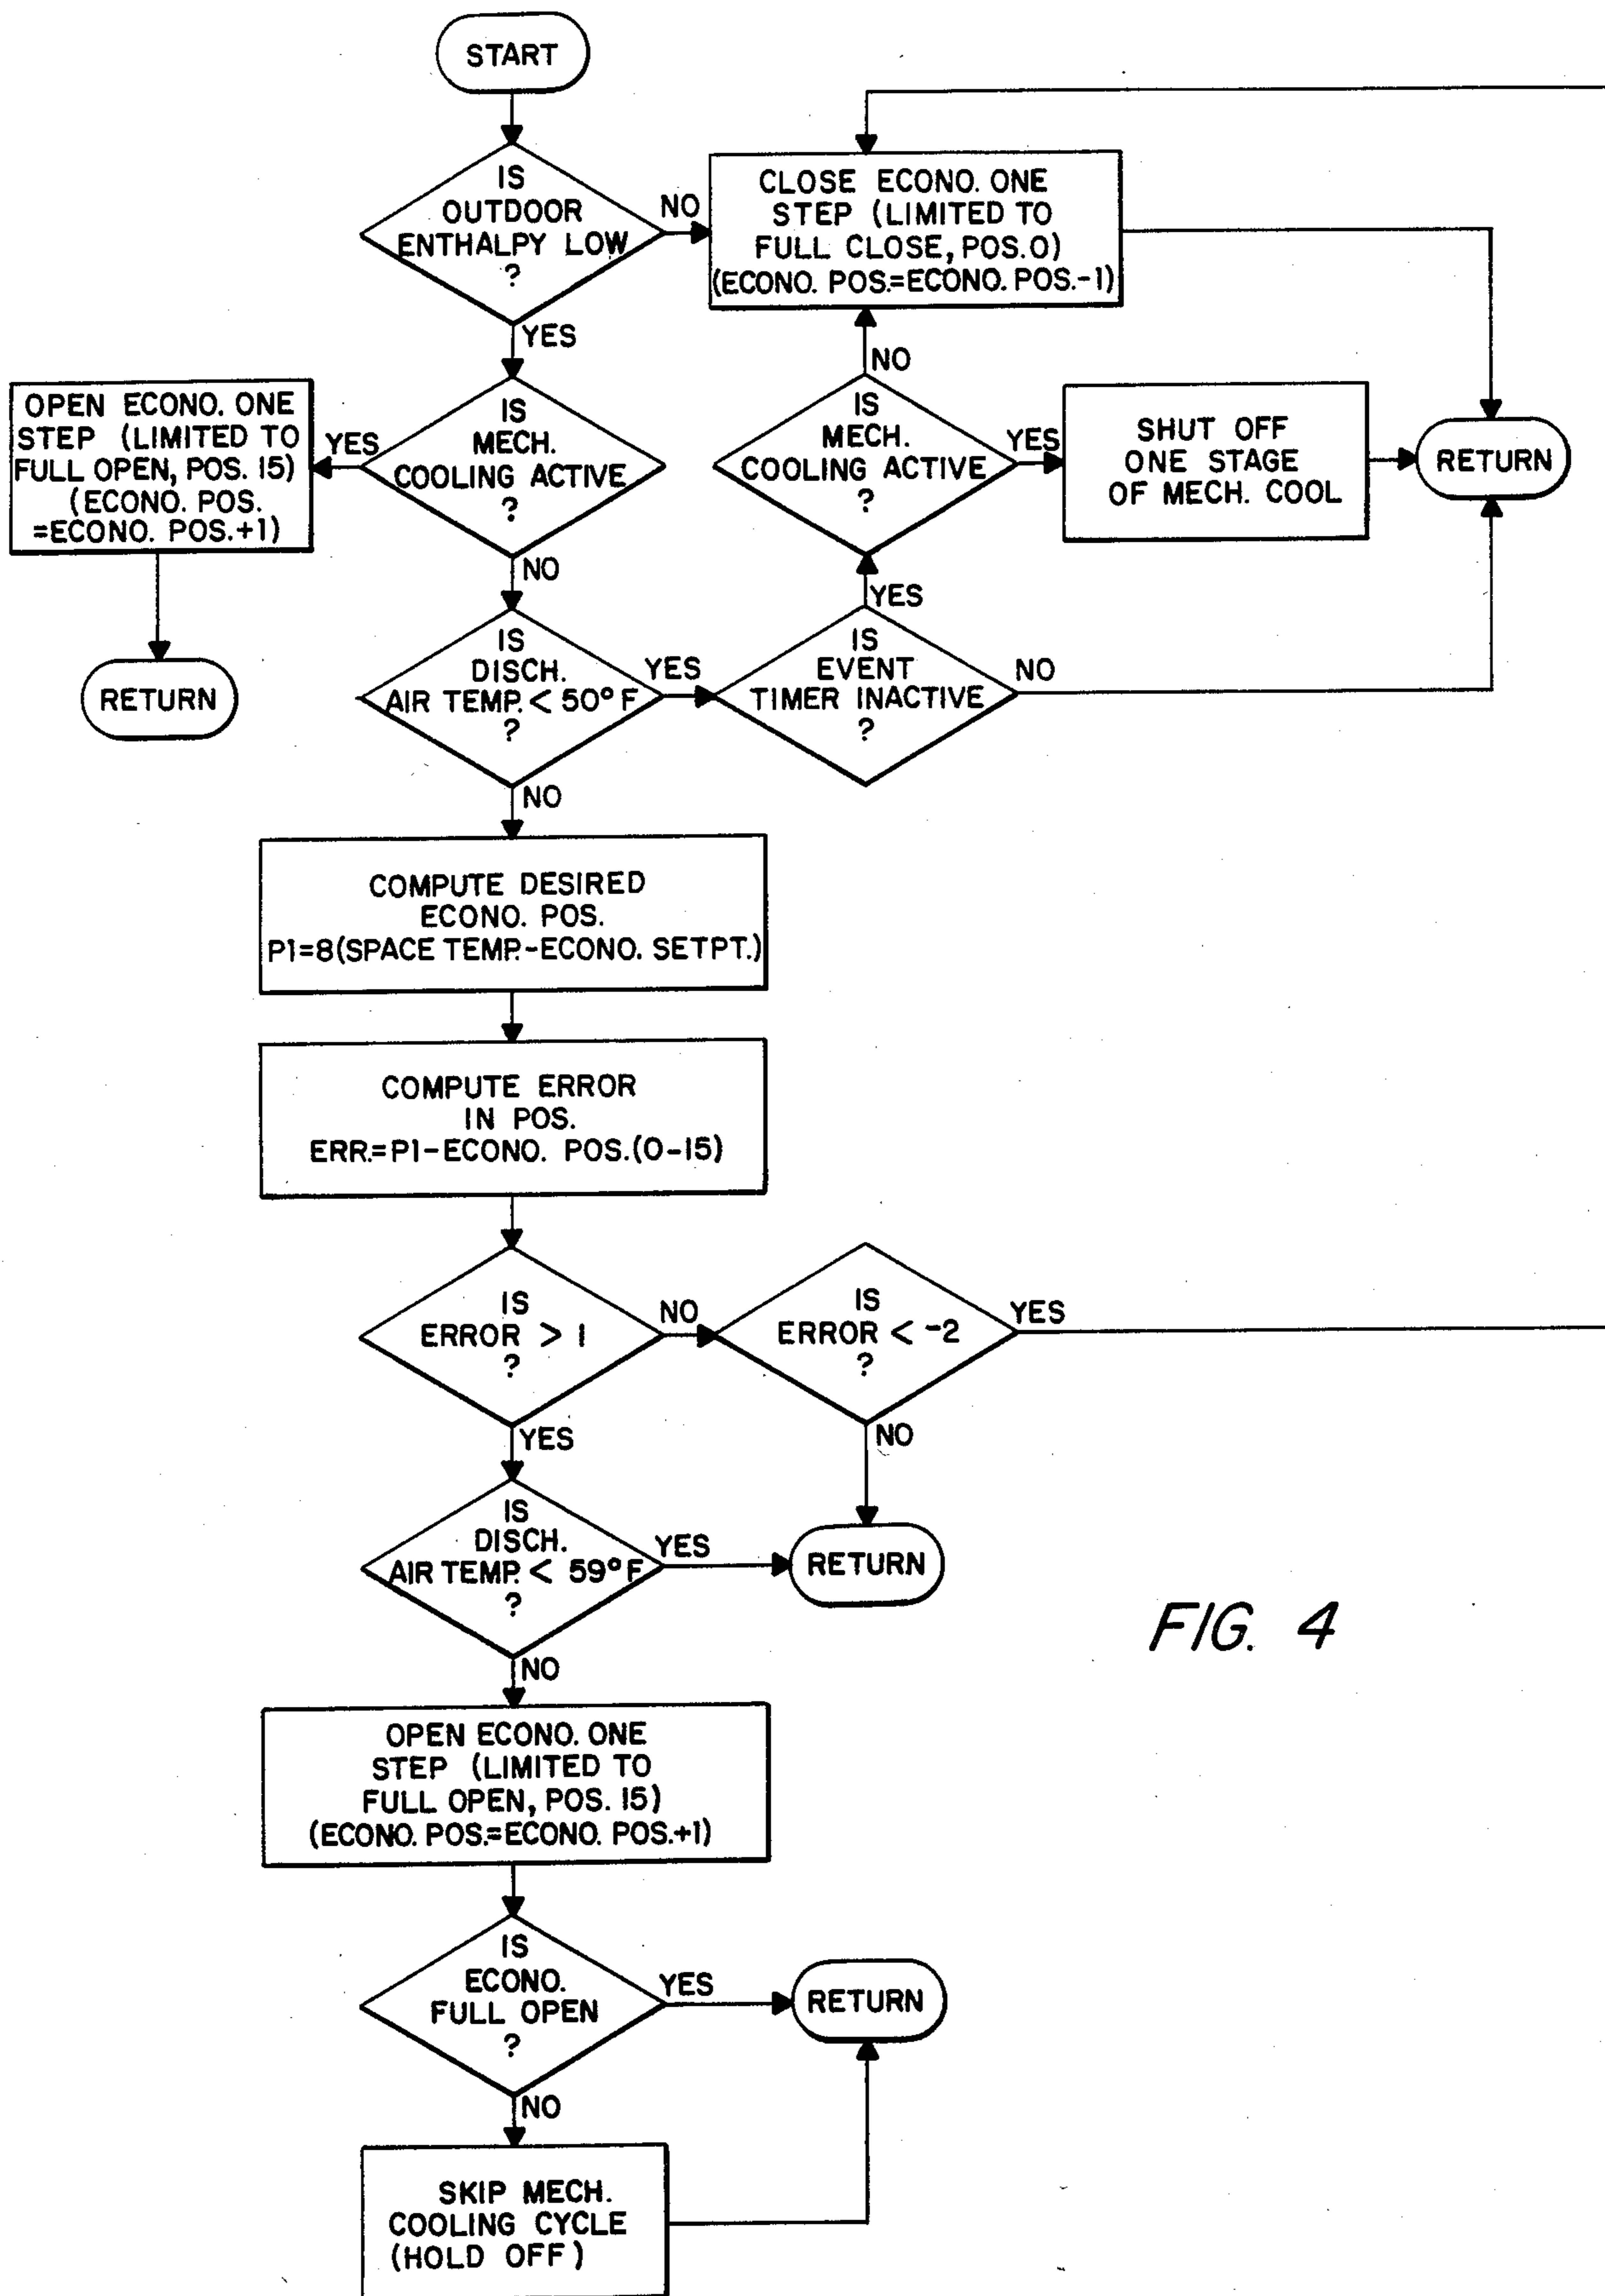 START
IS
OUTDOOR
ENTHALPY LOW
?
NO
YES
CLOSE ECONO. ONE
STEP (LIMITED TO
FULL CLOSE, POS.0)
(ECONO. POS.=ECONO. POS.-1)
OPEN ECONO. ONE
STEP (LIMITED TO
FULL OPEN, POS. 15)
(ECONO. POS.
=ECONO. POS.+1)
YES
IS
MECH.
COOLING ACTIVE
?
NO
NO
IS
MECH.
COOLING ACTIVE
?
YES
YES
SHUT OFF
ONE STAGE
OF MECH. COOL
RETURN
RETURN
IS
DISCH.
AIR TEMP. < 50°F
?
YES
NO
IS
EVENT
TIMER INACTIVE
?
NO
COMPUTE DESIRED
ECONO. POS.
P1=8(SPACE TEMP.-ECONO. SETPT.)
COMPUTE ERROR
IN POS.
ERR.=P1-ECONO. POS.(0-15)
IS
ERROR > 1
?
NO
YES
IS
ERROR < -2
?
YES
NO
IS
DISCH.
AIR TEMP. < 59°F
?
YES
RETURN
NO
FIG. 4
OPEN ECONO. ONE
STEP (LIMITED TO
FULL OPEN, POS. 15)
(ECONO. POS.=ECONO. POS.+1)
IS
ECONO.
FULL OPEN
?
YES
RETURN
NO
SKIP MECH.
COOLING CYCLE
(HOLD OFF)